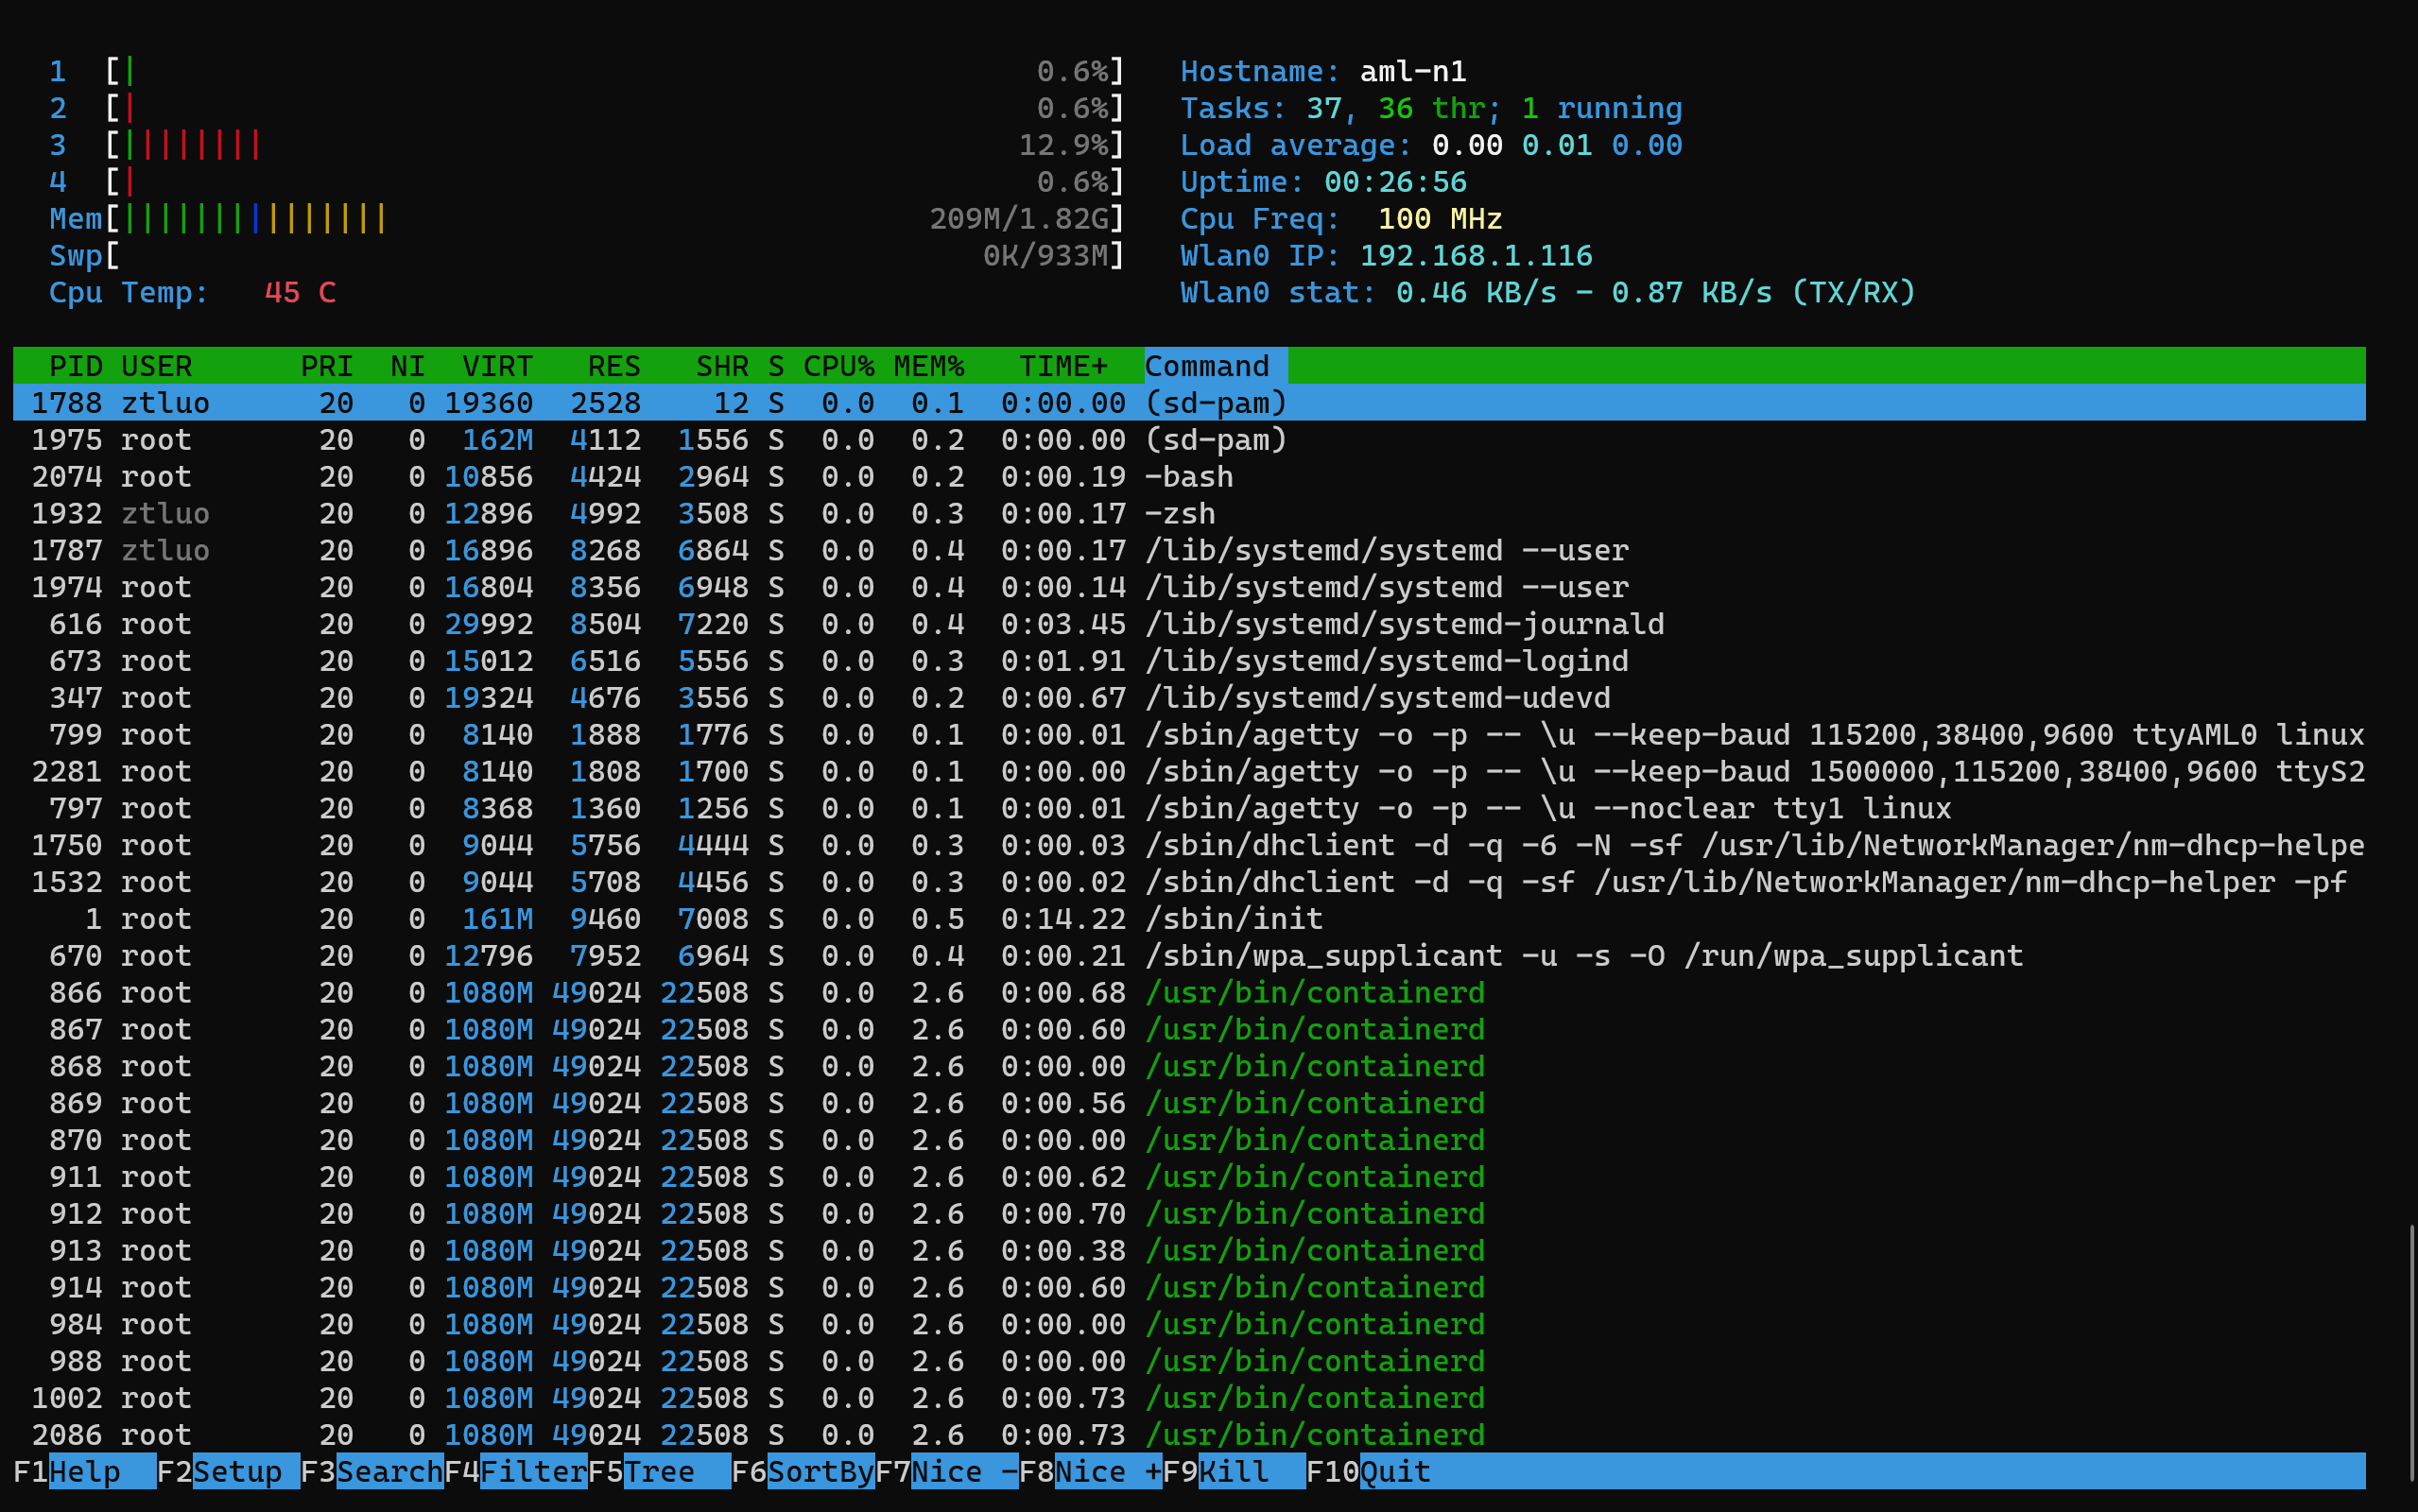 1 [| 0.6%] Hostname: aml-n1
2 [| 0.6%] Tasks: 37, 36 thr; 1 running
3 [|||||||| 12.9%] Load average: 0.00 0.01 0.00
4 [| 0.6%] Uptime: 00:26:56
Mem[||||||||||||||| 209M/1.82G] Cpu Freq: 100 MHz
Swp[ 0K/933M] Wlan0 IP: 192.168.1.116
Cpu Temp: 45 C Wlan0 stat: 0.46 KB/s - 0.87 KB/s (TX/RX)
PID USER PRI NI VIRT RES SHR S CPU% MEM% TIME+ Command
1788 ztluo 20 0 19360 2528 12 S 0.0 0.1 0:00.00 (sd-pam)
1975 root 20 0 162M 4112 1556 S 0.0 0.2 0:00.00 (sd-pam)
2074 root 20 0 10856 4424 2964 S 0.0 0.2 0:00.19 -bash
1932 ztluo 20 0 12896 4992 3508 S 0.0 0.3 0:00.17 -zsh
1787 ztluo 20 0 16896 8268 6864 S 0.0 0.4 0:00.17 /lib/systemd/systemd --user
1974 root 20 0 16804 8356 6948 S 0.0 0.4 0:00.14 /lib/systemd/systemd --user
616 root 20 0 29992 8504 7220 S 0.0 0.4 0:03.45 /lib/systemd/systemd-journald
673 root 20 0 15012 6516 5556 S 0.0 0.3 0:01.91 /lib/systemd/systemd-logind
347 root 20 0 19324 4676 3556 S 0.0 0.2 0:00.67 /lib/systemd/systemd-udevd
799 root 20 0 8140 1888 1776 S 0.0 0.1 0:00.01 /sbin/agetty -o -p -- \u --keep-baud 115200,38400,9600 ttyAML0 linux
2281 root 20 0 8140 1808 1700 S 0.0 0.1 0:00.00 /sbin/agetty -o -p -- \u --keep-baud 1500000,115200,38400,9600 ttyS2
797 root 20 0 8368 1360 1256 S 0.0 0.1 0:00.01 /sbin/agetty -o -p -- \u --noclear tty1 linux
1750 root 20 0 9044 5756 4444 S 0.0 0.3 0:00.03 /sbin/dhclient -d -q -6 -N -sf /usr/lib/NetworkManager/nm-dhcp-helpe
1532 root 20 0 9044 5708 4456 S 0.0 0.3 0:00.02 /sbin/dhclient -d -q -sf /usr/lib/NetworkManager/nm-dhcp-helper -pf
1 root 20 0 161M 9460 7008 S 0.0 0.5 0:14.22 /sbin/init
670 root 20 0 12796 7952 6964 S 0.0 0.4 0:00.21 /sbin/wpa_supplicant -u -s -O /run/wpa_supplicant
866 root 20 0 1080M 49024 22508 S 0.0 2.6 0:00.68 /usr/bin/containerd
867 root 20 0 1080M 49024 22508 S 0.0 2.6 0:00.60 /usr/bin/containerd
868 root 20 0 1080M 49024 22508 S 0.0 2.6 0:00.00 /usr/bin/containerd
869 root 20 0 1080M 49024 22508 S 0.0 2.6 0:00.56 /usr/bin/containerd
870 root 20 0 1080M 49024 22508 S 0.0 2.6 0:00.00 /usr/bin/containerd
911 root 20 0 1080M 49024 22508 S 0.0 2.6 0:00.62 /usr/bin/containerd
912 root 20 0 1080M 49024 22508 S 0.0 2.6 0:00.70 /usr/bin/containerd
913 root 20 0 1080M 49024 22508 S 0.0 2.6 0:00.38 /usr/bin/containerd
914 root 20 0 1080M 49024 22508 S 0.0 2.6 0:00.60 /usr/bin/containerd
984 root 20 0 1080M 49024 22508 S 0.0 2.6 0:00.00 /usr/bin/containerd
988 root 20 0 1080M 49024 22508 S 0.0 2.6 0:00.00 /usr/bin/containerd
1002 root 20 0 1080M 49024 22508 S 0.0 2.6 0:00.73 /usr/bin/containerd
2086 root 20 0 1080M 49024 22508 S 0.0 2.6 0:00.73 /usr/bin/containerd
F1Help F2Setup F3SearchF4FilterF5Tree F6SortByF7Nice -F8Nice +F9Kill F10Quit